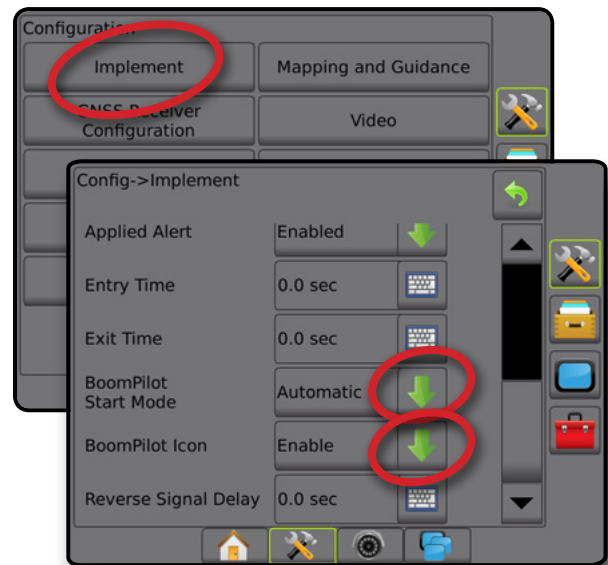 Configuration
Implement
Mapping and Guidance
GNSS Receiver
Configuration
Video
Config->Implement
Applied Alert
Enabled
Entry Time
0.0 sec
Exit Time
0.0 sec
BoomPilot
Start Mode
Automatic
BoomPilot Icon
Enable
Reverse Signal Delay
0.0 sec